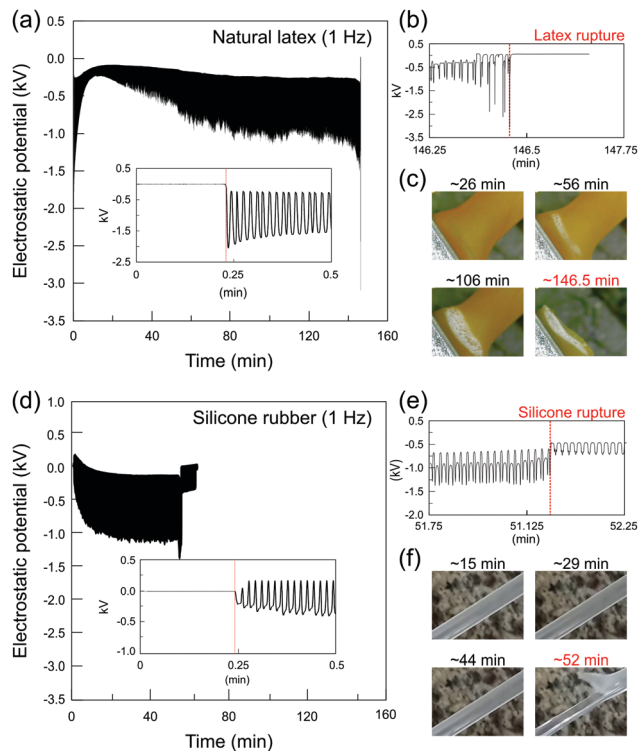 (a)
Natural latex (1 Hz)
Electrostatic potential (kV)
0.5
0.0
-0.5
-1.0
-1.5
-2.0
-2.5
-3.0
-3.5
0 40 80 120 160
Time (min)
kV
0.5
-0.5
-1.5
-2.5
0 0.25 0.5
(min)
(b)
Latex rupture
kV
0.5
-0.5
-1.5
-2.5
-3.5
146.25 146.5 147.75
(min)
(c)
~26 min ~56 min
~106 min ~146.5 min
(d)
Silicone rubber (1 Hz)
Electrostatic potential (kV)
1.0
0.5
0
-0.5
-1.0
-1.5
-2.0
-2.5
-3.0
-3.5
0 40 80 120 160
Time (min)
kV
0.5
0
-0.5
-1.0
0 0.25 0.5
(min)
(e)
Silicone rupture
(kV)
0.5
0.0
-0.5
-1.0
-1.5
-2.0
51.75 51.125 52.25
(min)
(f)
~15 min ~29 min
~44 min ~52 min